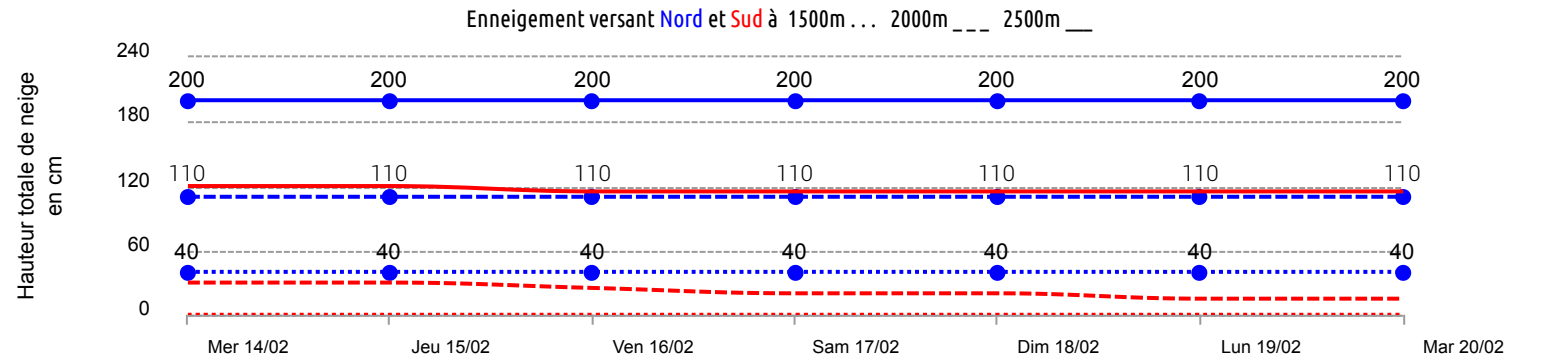 Enneigement versant Nord et Sud à 1500m . . . 2000m _ _ _ 2500m __
Hauteur totale de neige
en cm
240
200 200 200 200 200 200 200
180
110 110 110 110 110 110 110
120
60
40 40 40 40 40 40 40
0
Mer 14/02 Jeu 15/02 Ven 16/02 Sam 17/02 Dim 18/02 Lun 19/02 Mar 20/02